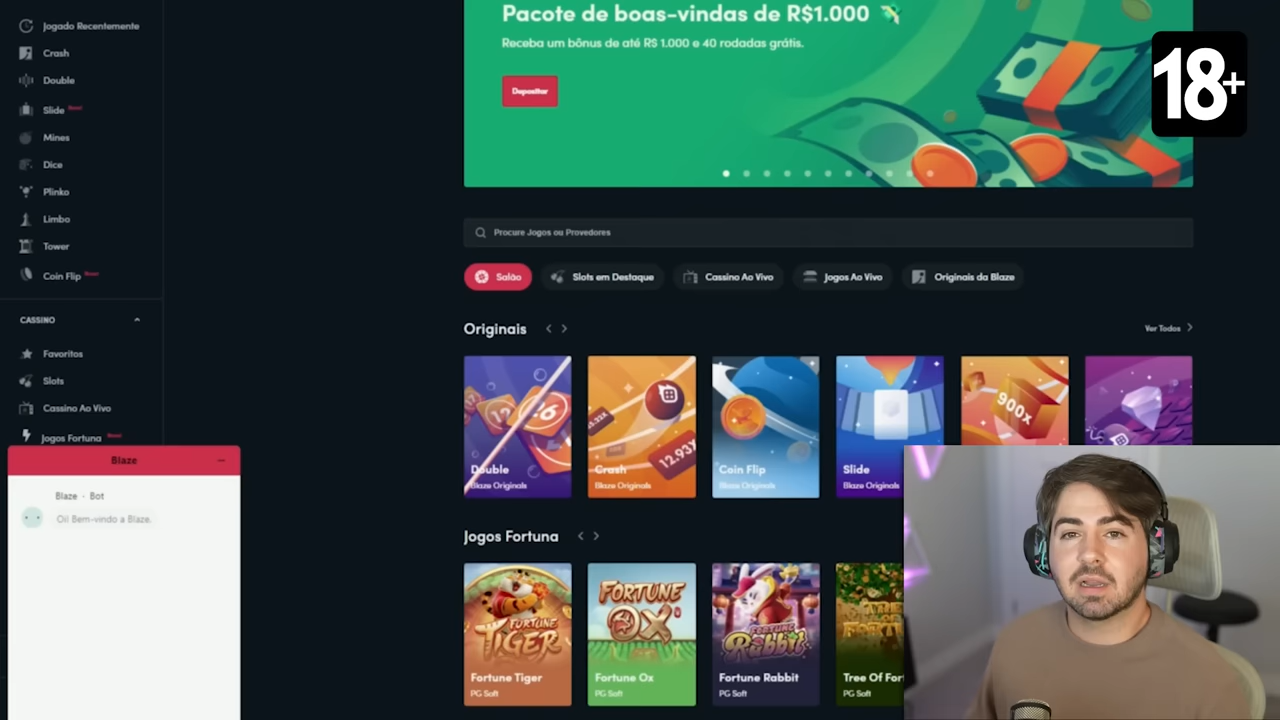 Jogado Recentemente
Crash
Double
Slide
Mines
Dice
Plinko
Limbo
Tower
Coin Flip
CASSINO
Favoritos
Slots
Cassino Ao Vivo
Jogos Fortuna
Blaze
Blaze - Bot
Oi! Bem-vindo a Blaze.
Pacote de boas-vindas de R$1.000
Receba um bônus de até R$ 1.000 e 40 rodadas grátis.
Depositar
18+
Procure Jogos ou Provedores
Salão
Slots em Destaque
Cassino Ao Vivo
Jogos Ao Vivo
Originais da Blaze
Originais
Ver Todos
12.93X
900x
Double
Blaze Originals
Crash
Blaze Originals
Coin Flip
Blaze Originals
Slide
Blaze Originals
Jogos Fortuna
FORTUNE
TIGER
Fortune Tiger
PG Soft
FORTUNE
OX
Fortune Ox
PG Soft
FORTUNE
Rabbit
Fortune Rabbit
PG Soft
Tree Of
PG Soft